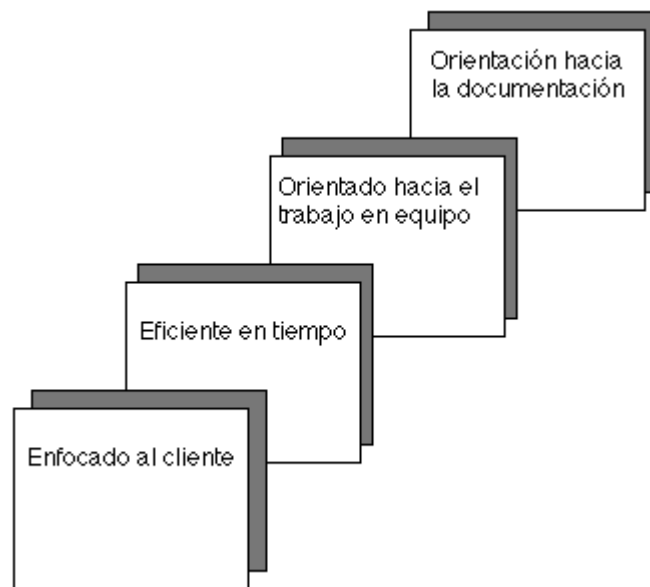 Orientación hacia
la documentación
Orientado hacia el
trabajo en equipo
Eficiente en tiempo
Enfocado al cliente